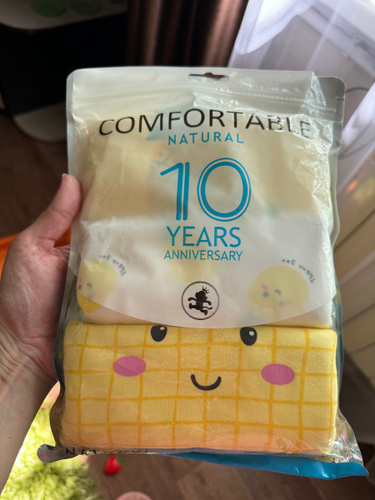 COMFORTABLE
NATURAL
10
YEARS
ANNIVERSARY